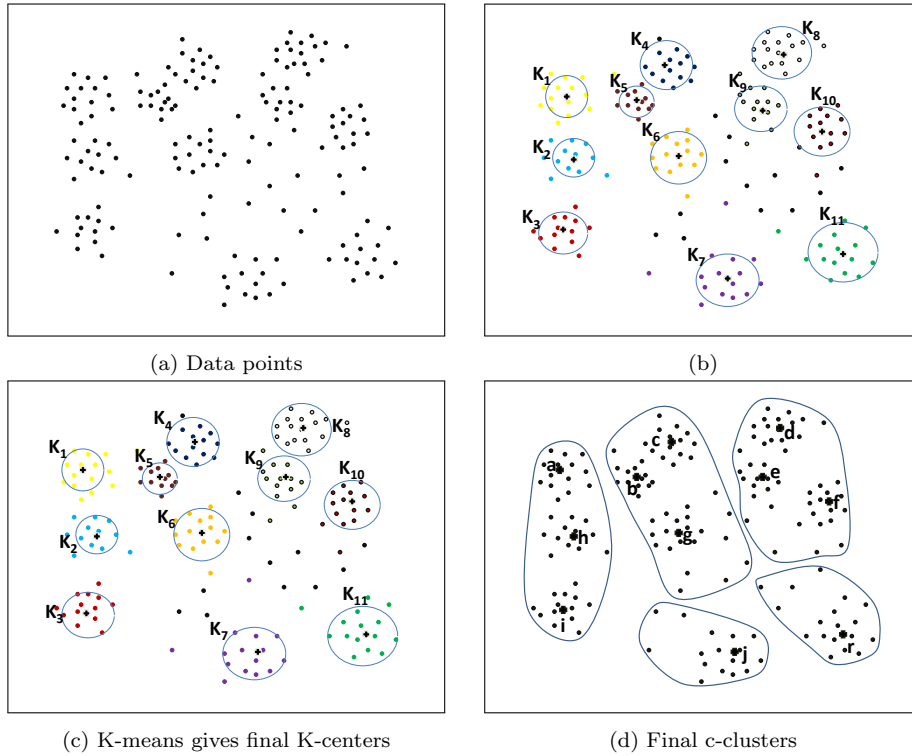 K1
K2
K3
K4
K5
K6
K7
K8
K9
K10
K11
(a) Data points
(b)
K1
K2
K3
K4
K5
K6
K7
K8
K9
K10
K11
a
b
c
d
e
f
g
h
i
j
r
(c) K-means gives final K-centers
(d) Final c-clusters